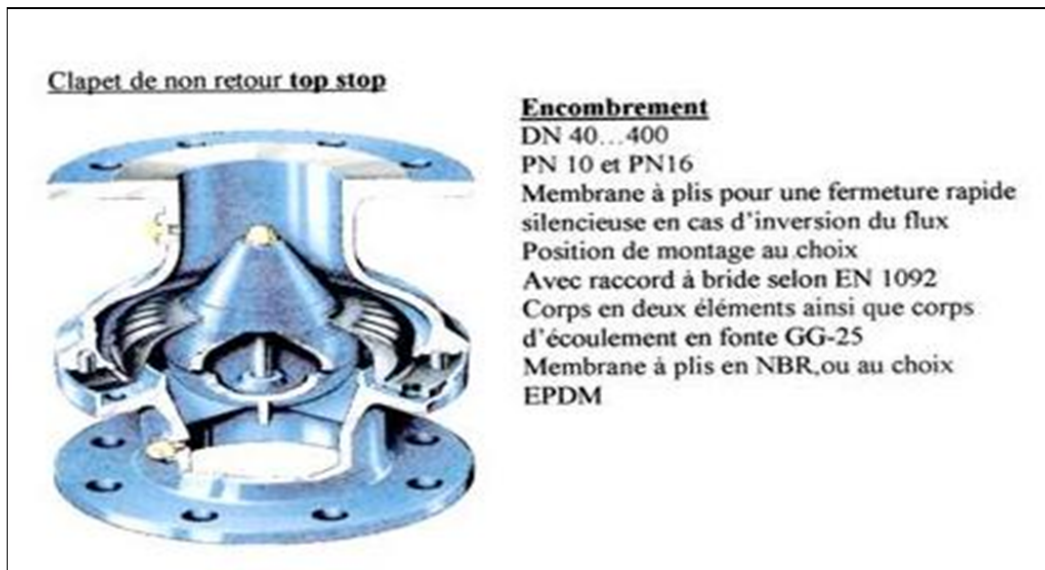 Clapet de non retour top stop
Encombrement
DN 40...400
PN 10 et PN16
Membrane à plis pour une fermeture rapide
silencieuse en cas d'inversion du flux
Position de montage au choix
Avec raccord à bride selon EN 1092
Corps en deux éléments ainsi que corps
d'écoulement en fonte GG-25
Membrane à plis en NBR,ou au choix
EPDM